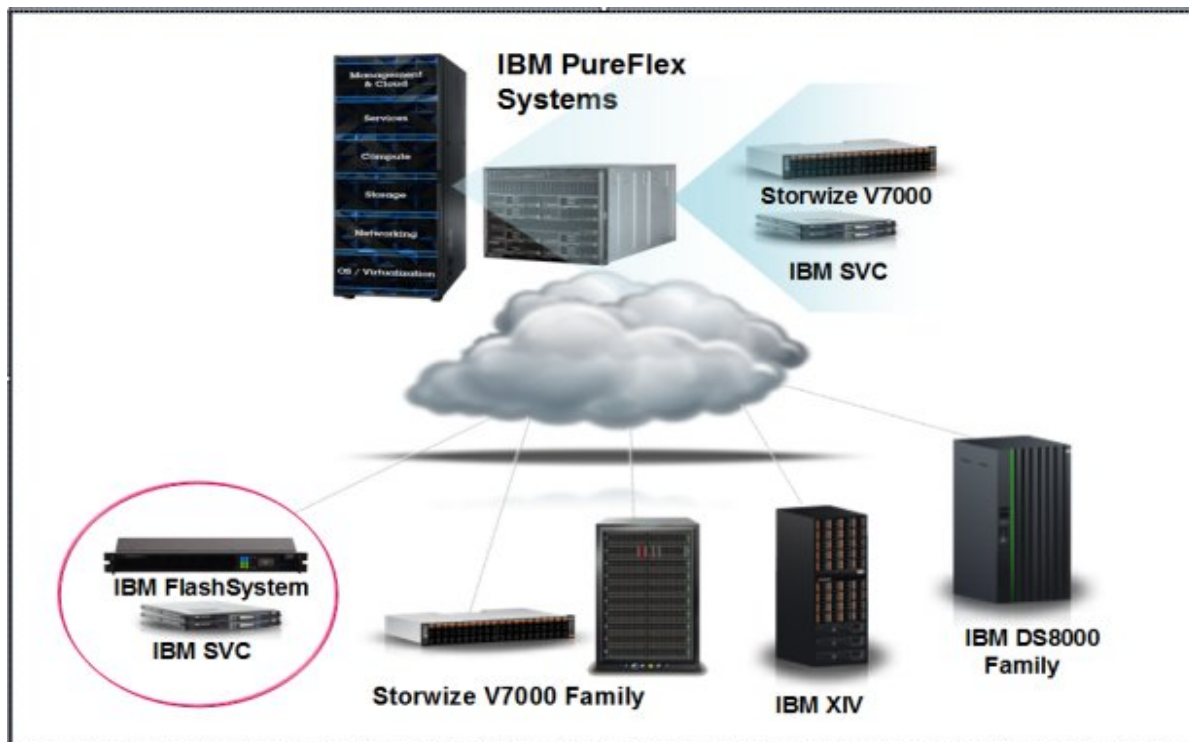 IBM PureFlex
Systems
Management
& Cloud
Services
Compute
Storage
Networking
OS / Virtualization
Storwize V7000
IBM SVC
IBM FlashSystem
IBM SVC
Storwize V7000 Family
IBM XIV
IBM DS8000
Family